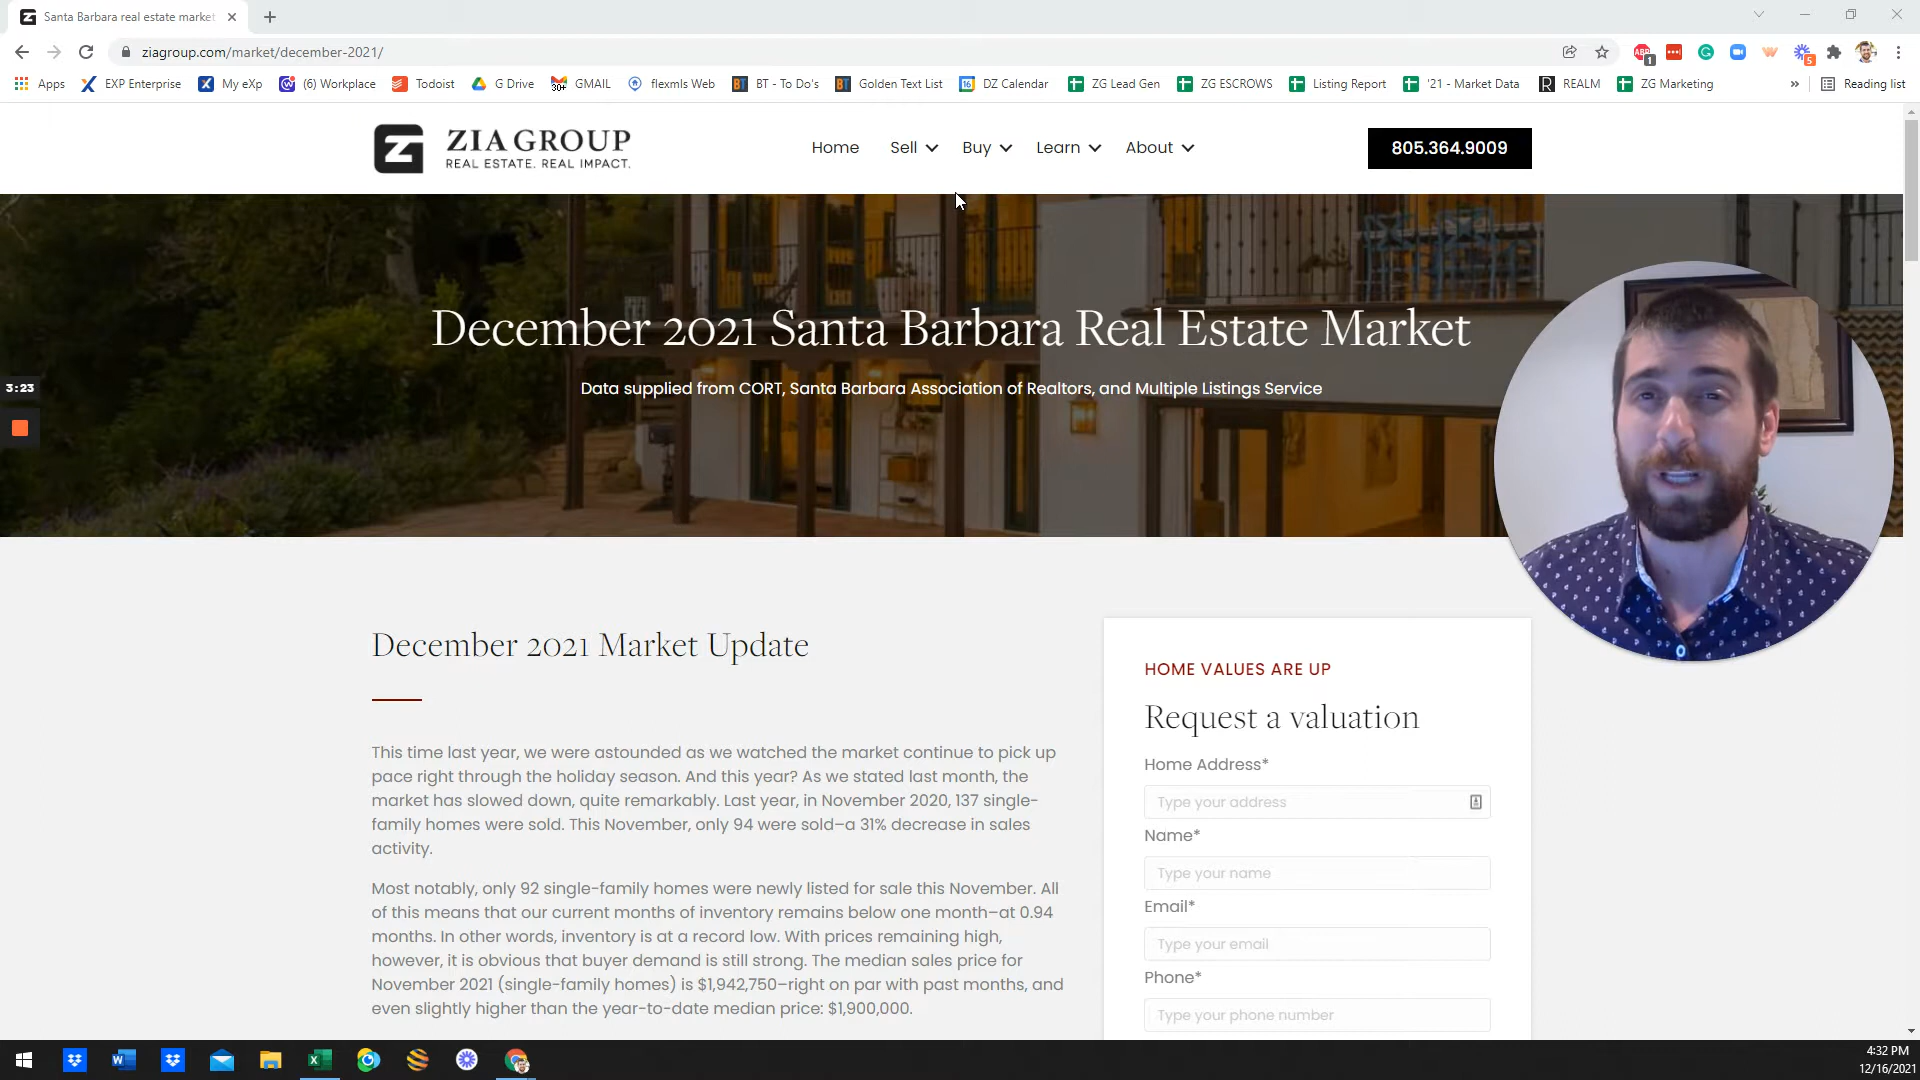 Santa Barbara real estate market
ziagroup.com/market/december-2021/
1
5
Apps EXP Enterprise My eXp (6) Workplace Todoist G Drive 30+ GMAIL flexmls Web BT BT - To Do's BT Golden Text List 16 DZ Calendar ZG Lead Gen ZG ESCROWS Listing Report '21 - Market Data REALM ZG Marketing » Reading list
ZIA GROUP
REAL ESTATE. REAL IMPACT.
Home Sell Buy Learn About 805.364.9009
December 2021 Santa Barbara Real Estate Market
Data supplied from CORT, Santa Barbara Association of Realtors, and Multiple Listings Service
3:23
December 2021 Market Update
This time last year, we were astounded as we watched the market continue to pick up
pace right through the holiday season. And this year? As we stated last month, the
market has slowed down, quite remarkably. Last year, in November 2020, 137 single-
family homes were sold. This November, only 94 were sold–a 31% decrease in sales
activity.
Most notably, only 92 single-family homes were newly listed for sale this November. All
of this means that our current months of inventory remains below one month–at 0.94
months. In other words, inventory is at a record low. With prices remaining high,
however, it is obvious that buyer demand is still strong. The median sales price for
November 2021 (single-family homes) is $1,942,750–right on par with past months, and
even slightly higher than the year-to-date median price: $1,900,000.
HOME VALUES ARE UP
Request a valuation
Home Address*
Type your address
Name*
Type your name
Email*
Type your email
Phone*
Type your phone number
4:32 PM
12/16/2021